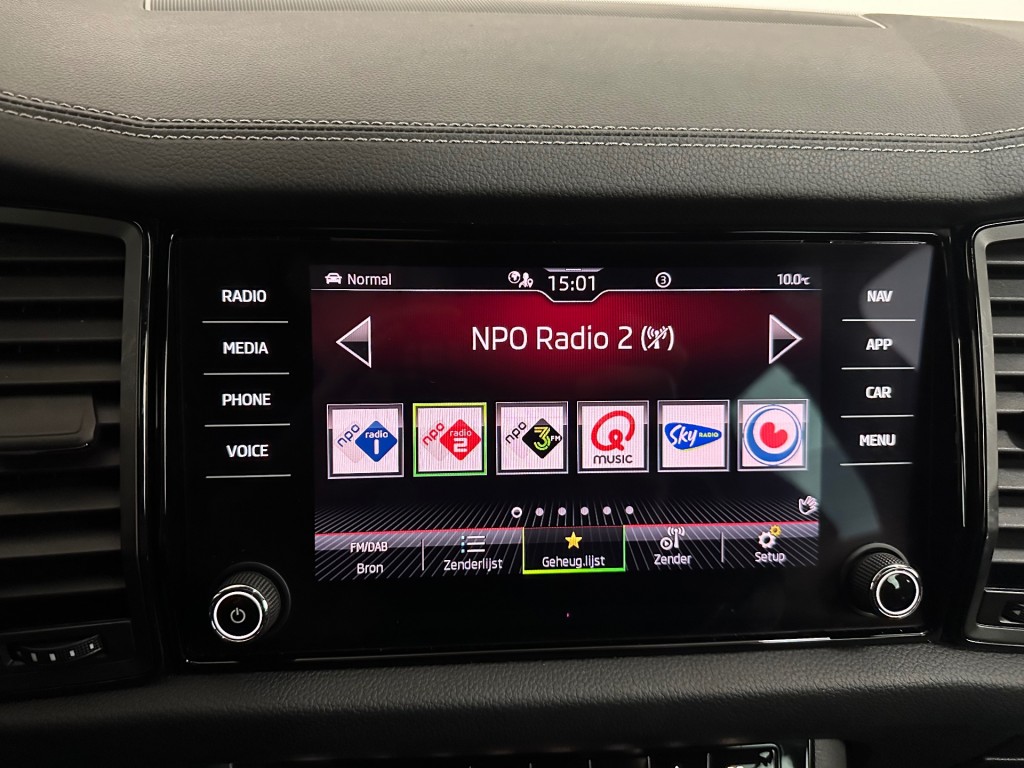 Normal 15:01 3 10.0°C
RADIO
MEDIA
PHONE
VOICE
NPO Radio 2
NAV
APP
CAR
MENU
npo radio 1
npo radio 2
npo 3FM
Q MUSIC
SKY RADIO
FM/DAB Bron
Zenderlijst
Geheug.lijst
Zender
Setup